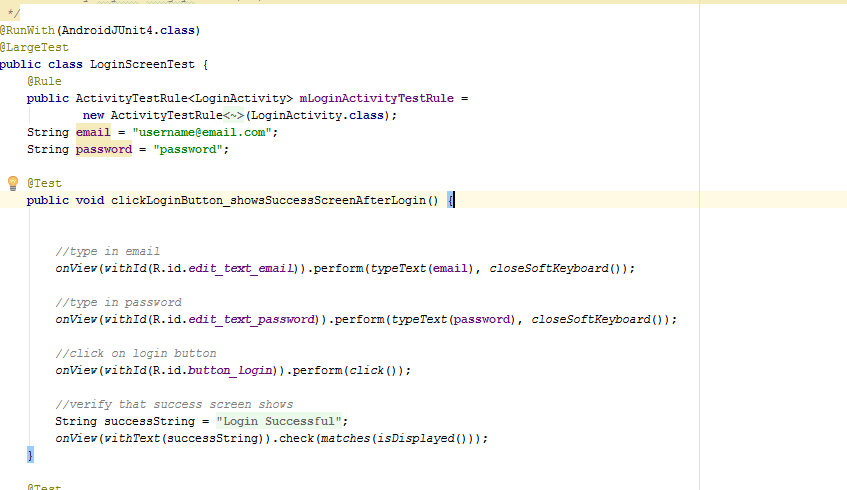 */
@RunWith(AndroidJUnit4.class)
@LargeTest
public class LoginScreenTest {
@Rule
public ActivityTestRule<LoginActivity> mLoginActivityTestRule =
new ActivityTestRule<~>(LoginActivity.class);
String email = "username@email.com";
String password = "password";
@Test
public void clickLoginButton_showsSuccessScreenAfterLogin() {
//type in email
onView(withId(R.id.edit_text_email)).perform(typeText(email), closeSoftKeyboard());
//type in password
onView(withId(R.id.edit_text_password)).perform(typeText(password), closeSoftKeyboard());
//click on login button
onView(withId(R.id.button_login)).perform(click());
//verify that success screen shows
String successString = "Login Successful";
onView(withText(successString)).check(matches(isDisplayed()));
}
@Test